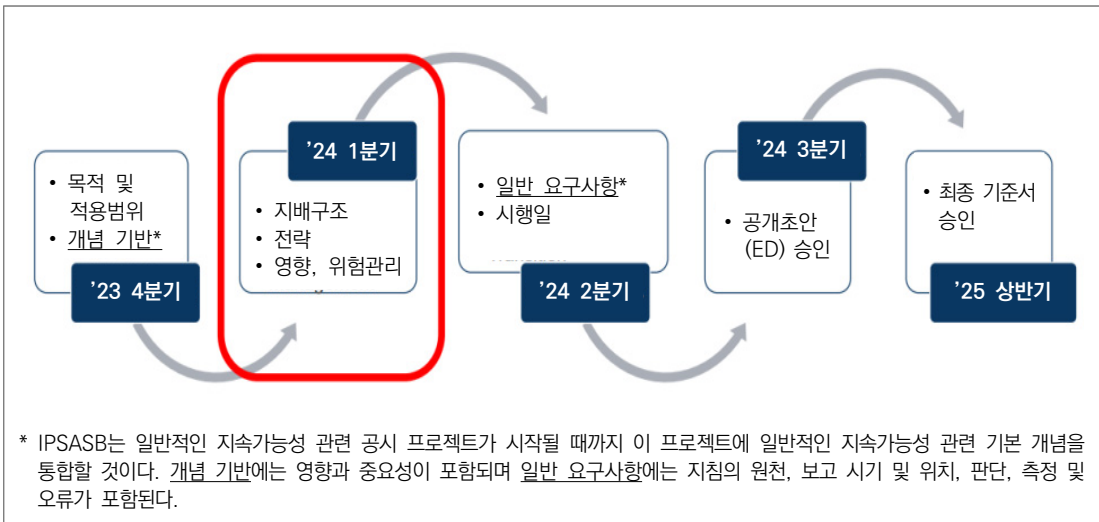 • 목적 및
적용범위
• 개념 기반*
’23 4분기
’24 1분기
• 지배구조
• 전략
• 영향, 위험관리
• 일반 요구사항*
• 시행일
’24 2분기
’24 3분기
• 공개초안
(ED) 승인
• 최종 기준서
승인
’25 상반기
* IPSASB는 일반적인 지속가능성 관련 공시 프로젝트가 시작될 때까지 이 프로젝트에 일반적인 지속가능성 관련 기본 개념을
통합할 것이다. 개념 기반에는 영향과 중요성이 포함되며 일반 요구사항에는 지침의 원천, 보고 시기 및 위치, 판단, 측정 및
오류가 포함된다.